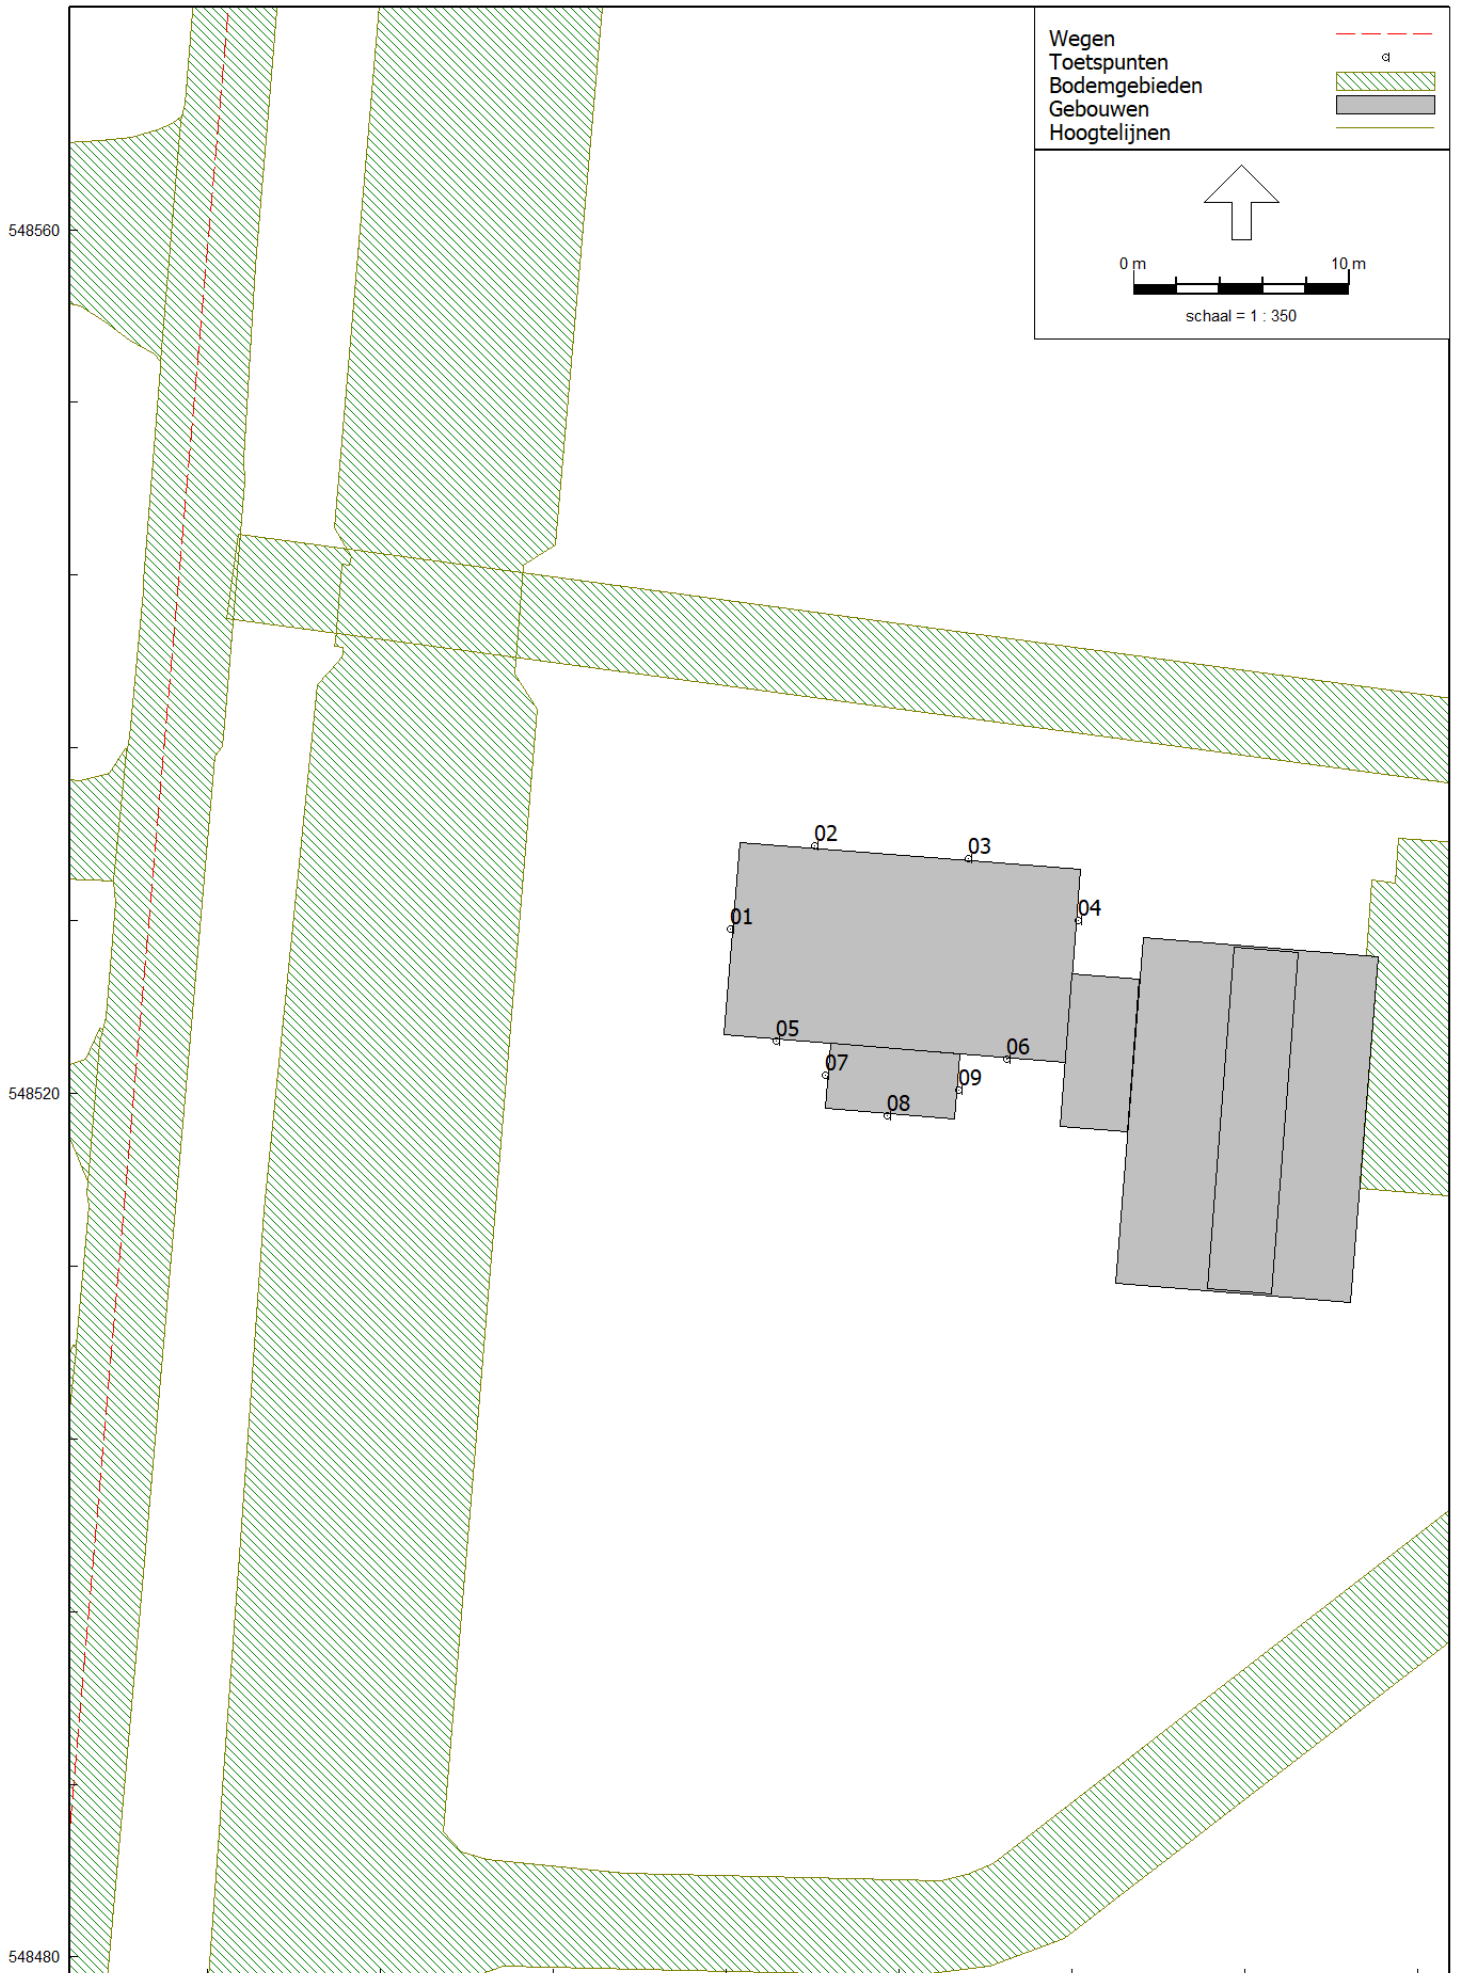 Wegen
Toetspunten
Bodemgebieden
Gebouwen
Hoogtelijnen
0 m 10 m
schaal = 1 : 350
548560
02
03
04
01
05
06
07
09
08
548520
548480